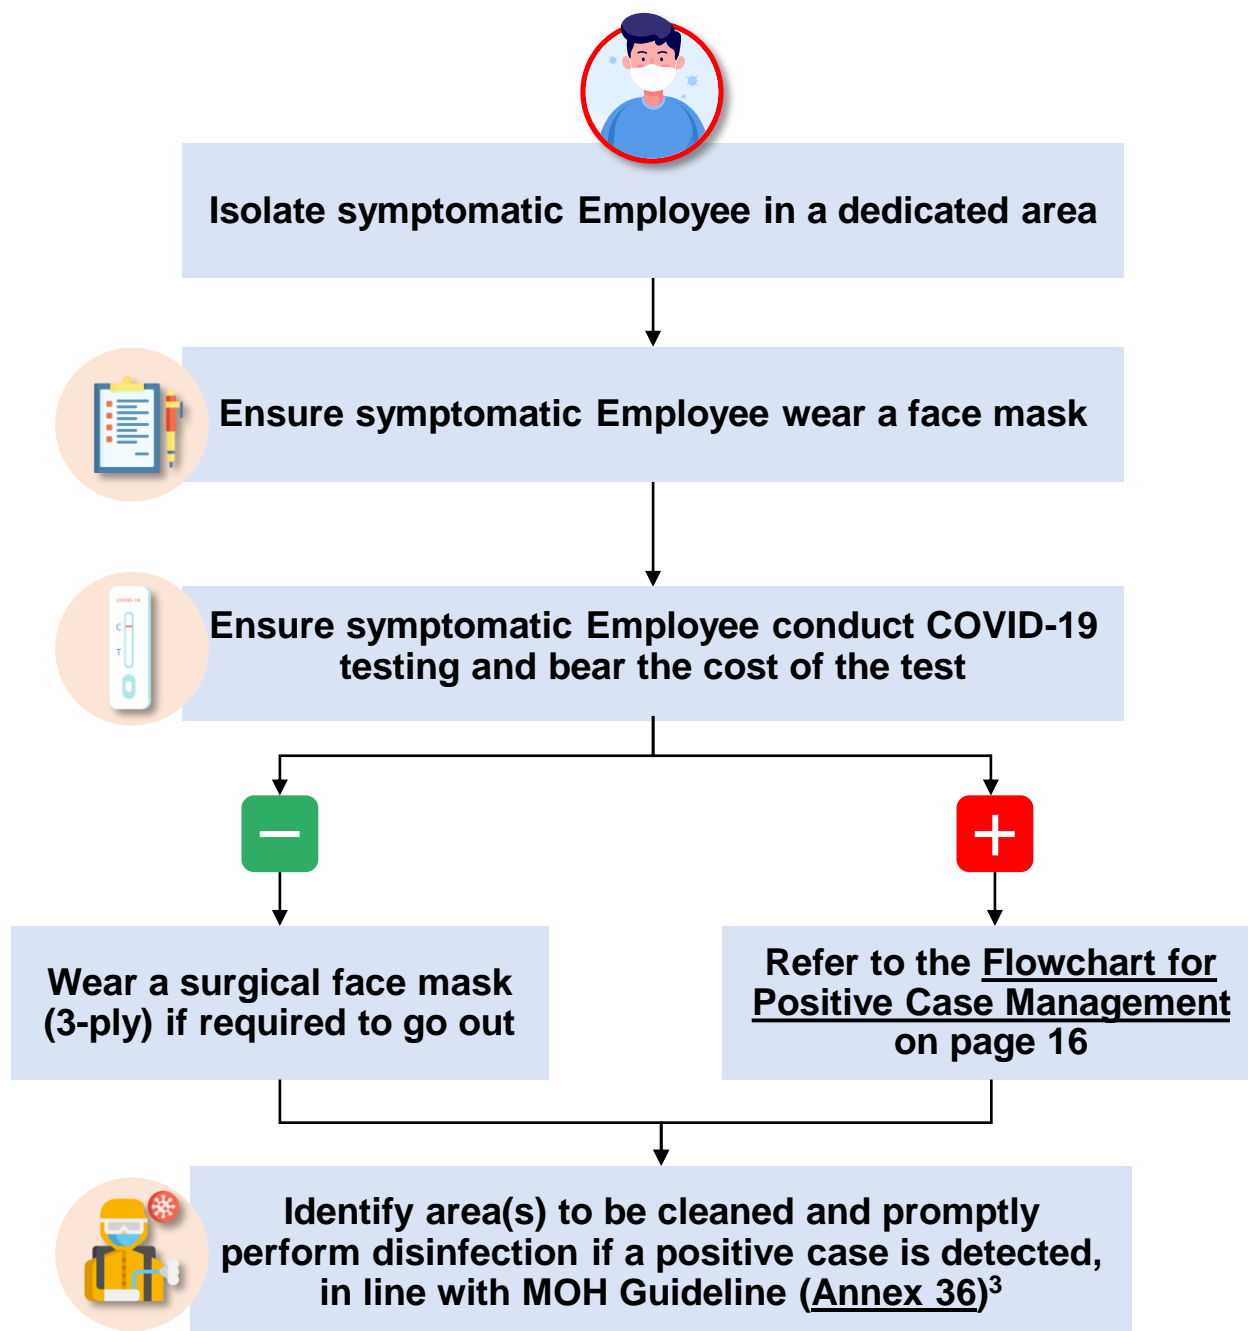 Isolate symptomatic Employee in a dedicated area
Ensure symptomatic Employee wear a face mask
COVID-19
C
T
Ensure symptomatic Employee conduct COVID-19
testing and bear the cost of the test
Wear a surgical face mask
(3-ply) if required to go out
Refer to the Flowchart for
Positive Case Management
on page 16
Identify area(s) to be cleaned and promptly
perform disinfection if a positive case is detected,
in line with MOH Guideline (Annex 36)³